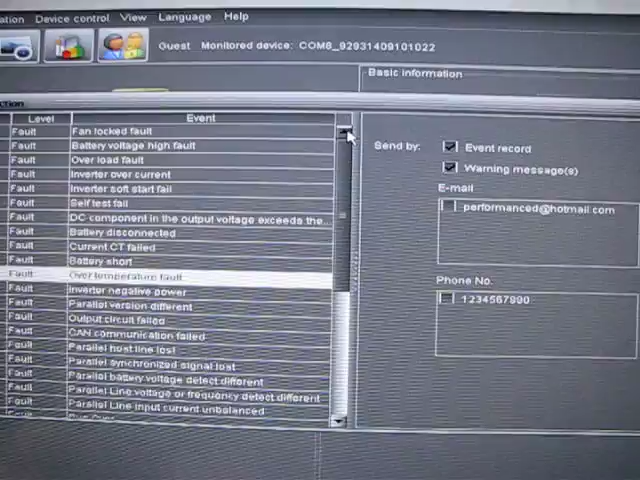 ation Device control View Language Help
Guest Monitored device: COM8_92931409101022
Basic information
ction
Level Event
Fault Fan locked fault
Fault Battery voltage high fault
Fault Over load fault
Fault Inverter over current
Fault Inverter soft start fail
Fault Self test fail
Fault DC component in the output voltage exceeds the...
Fault Battery disconnected
Fault Current CT failed
Fault Battery short
Fault Over temperature fault
Fault Inverter negative power
Fault Parallel version different
Fault Output circuit failed
Fault CAN communication failed
Fault Parallel host line lost
Fault Parallel synchronized signal lost
Fault Parallel battery voltage detect different
Fault Parallel Line voltage or frequency detect different
Fault Parallel Line input current unbalanced
Send by: Event record
Warning message(s)
E-mail
performanced@hotmail.com
Phone No.
1234567890